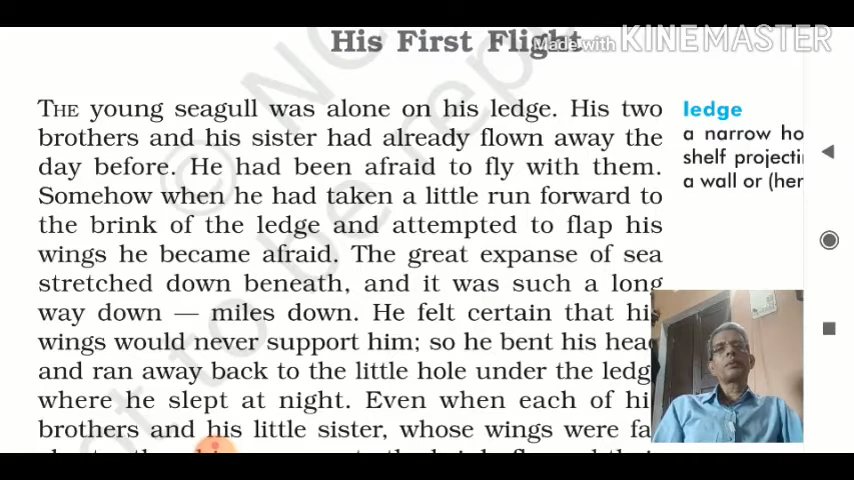 His First Flight
Made with KINEMASTER
THE young seagull was alone on his ledge. His two
brothers and his sister had already flown away the
day before. He had been afraid to fly with them.
Somehow when he had taken a little run forward to
the brink of the ledge and attempted to flap his
wings he became afraid. The great expanse of sea
stretched down beneath, and it was such a long
way down — miles down. He felt certain that his
wings would never support him; so he bent his head
and ran away back to the little hole under the ledg
where he slept at night. Even when each of hi
brothers and his little sister, whose wings were fa
ledge
a narrow ho
shelf projecti
a wall or (her